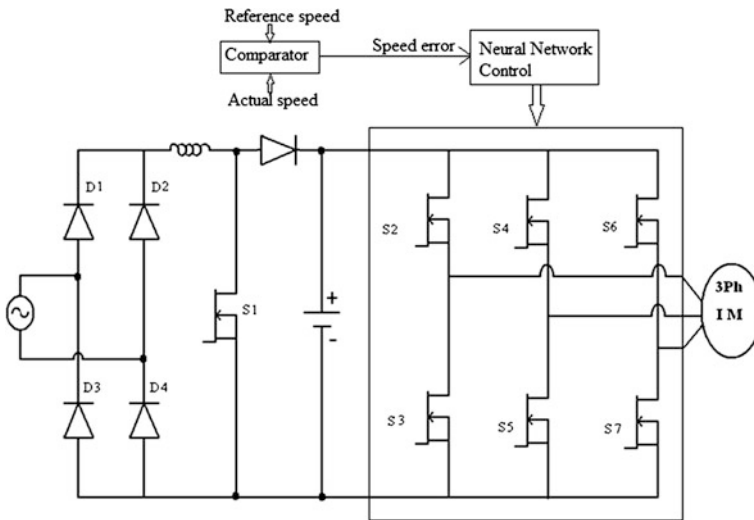 Reference speed
Comparator
Speed error
Neural Network
Control
Actual speed
D1
D2
S2
S4
S6
S1
+
-
3Ph
IM
D3
D4
S3
S5
S7